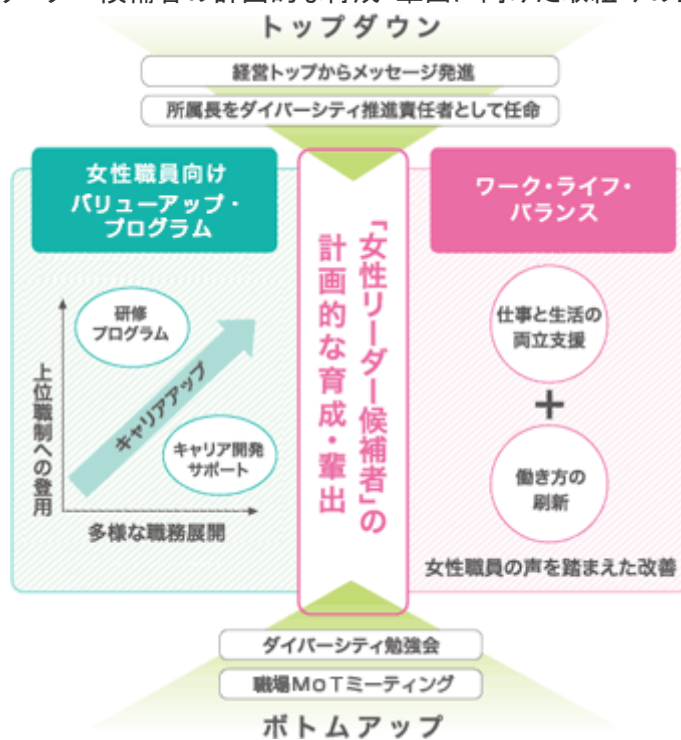 トップダウン
経営トップからメッセージ発進
所属長をダイバーシティ推進責任者として任命
女性職員向け
バリューアップ・
プログラム
研修
プログラム
キャリアアップ
キャリア開発
サポート
上位職制への登用
多様な職務展開
「女性リーダー候補者」の
計画的な育成・輩出
ワーク・ライフ・
バランス
仕事と生活の
両立支援
+
働き方の
刷新
女性職員の声を踏まえた改善
ダイバーシティ勉強会
職場MoTミーティング
ボトムアップ